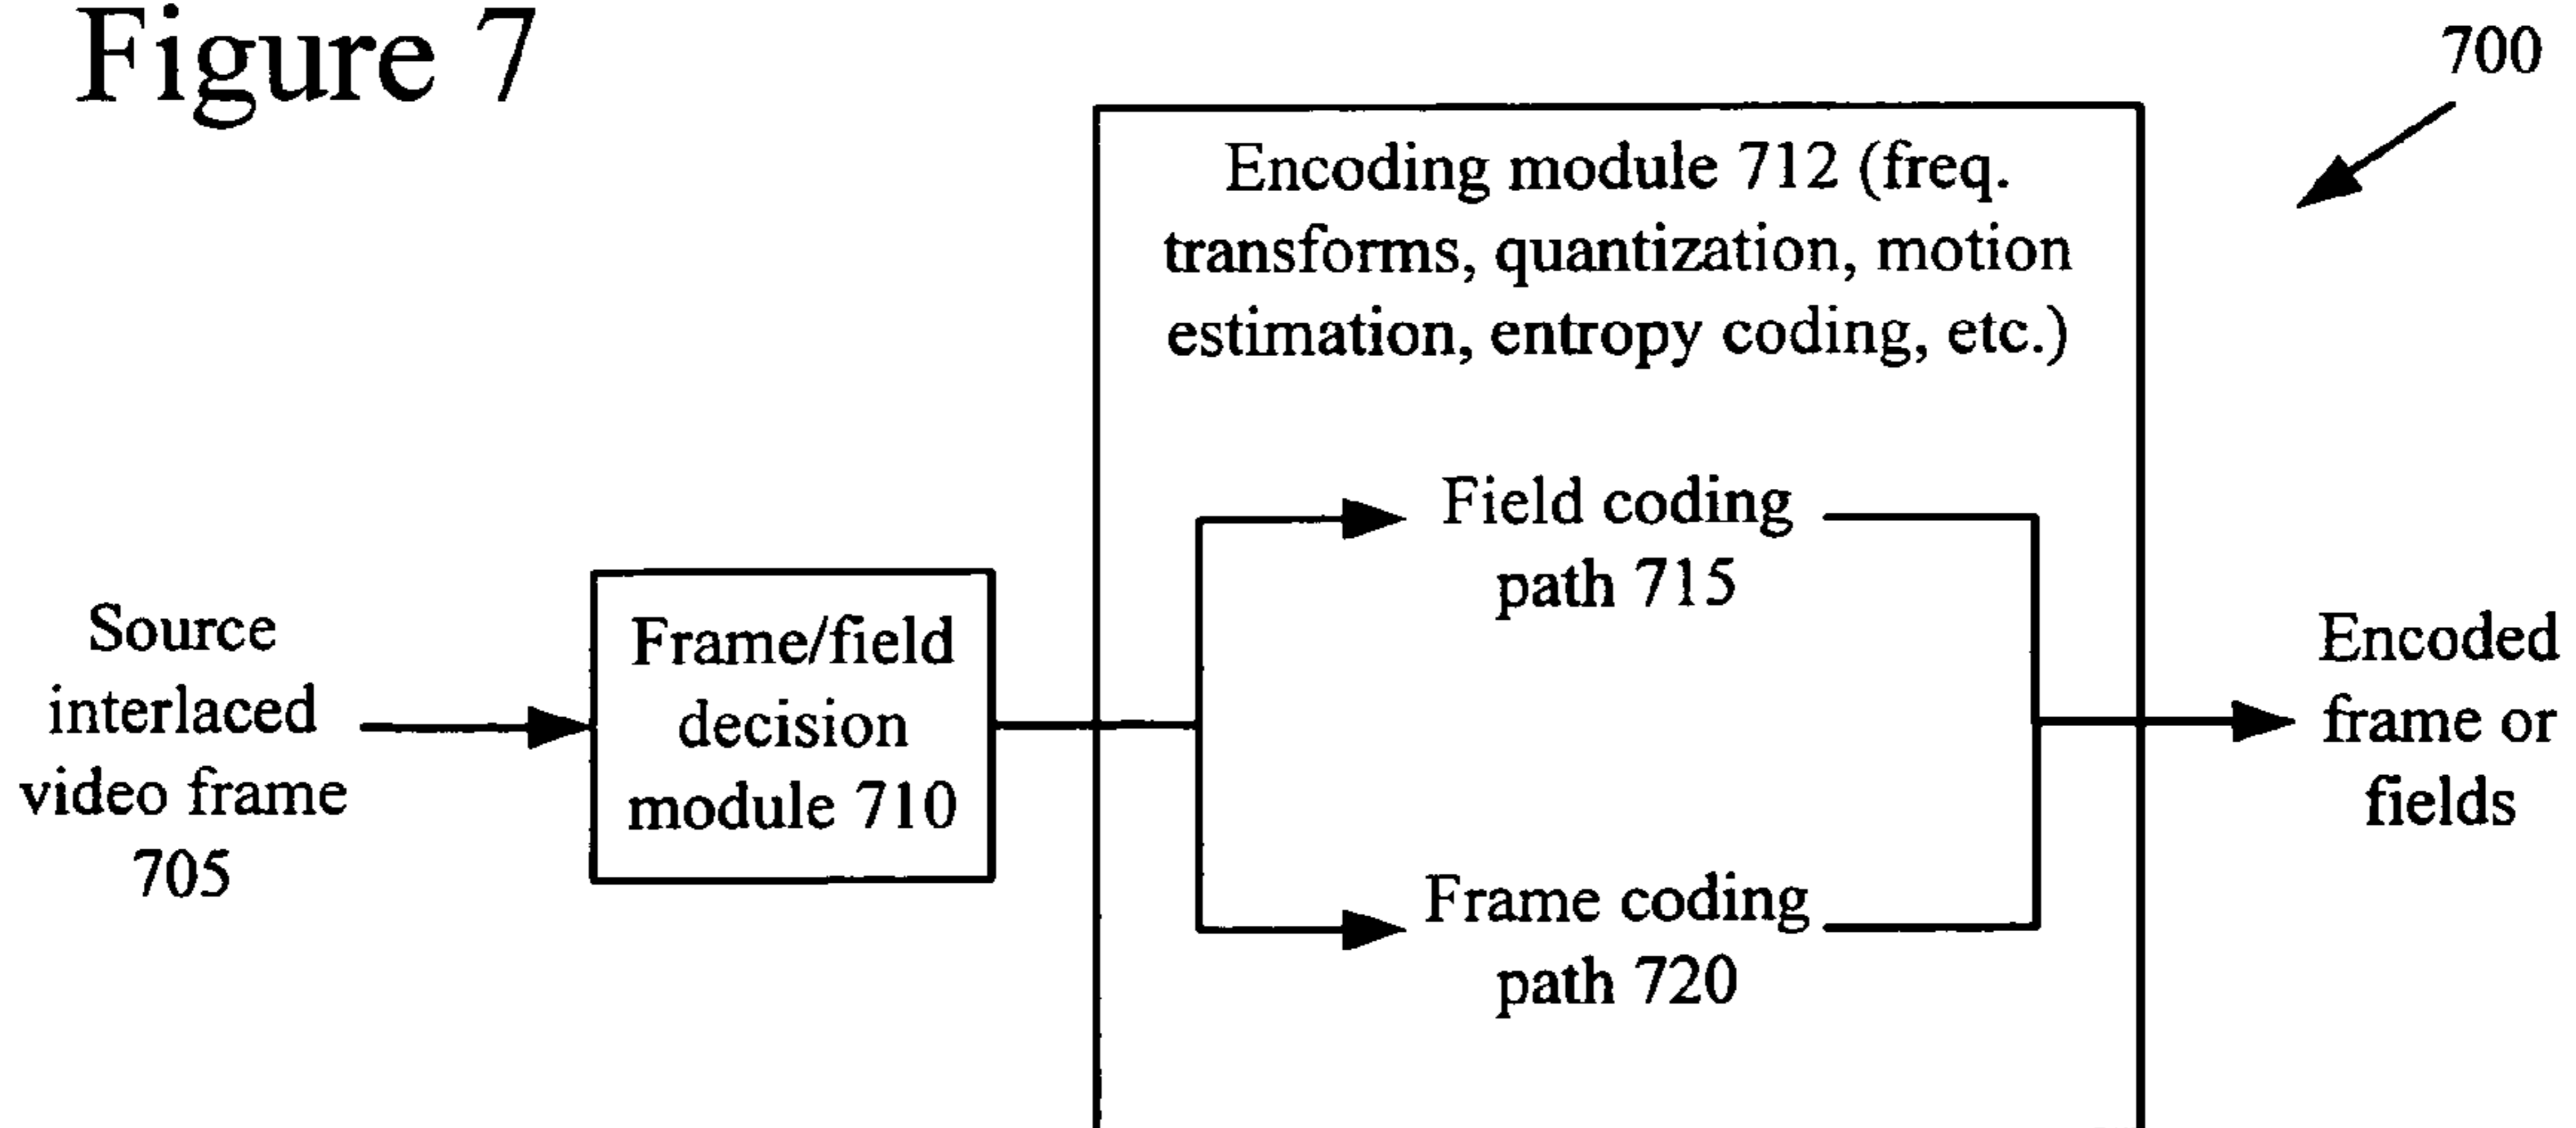 Figure 7
700
Encoding module 712 (freq.
transforms, quantization, motion
estimation, entropy coding, etc.)
Field coding
path 715
Source
interlaced
video frame
705
Frame/field
decision
module 710
Encoded
frame or
fields
Frame coding
path 720